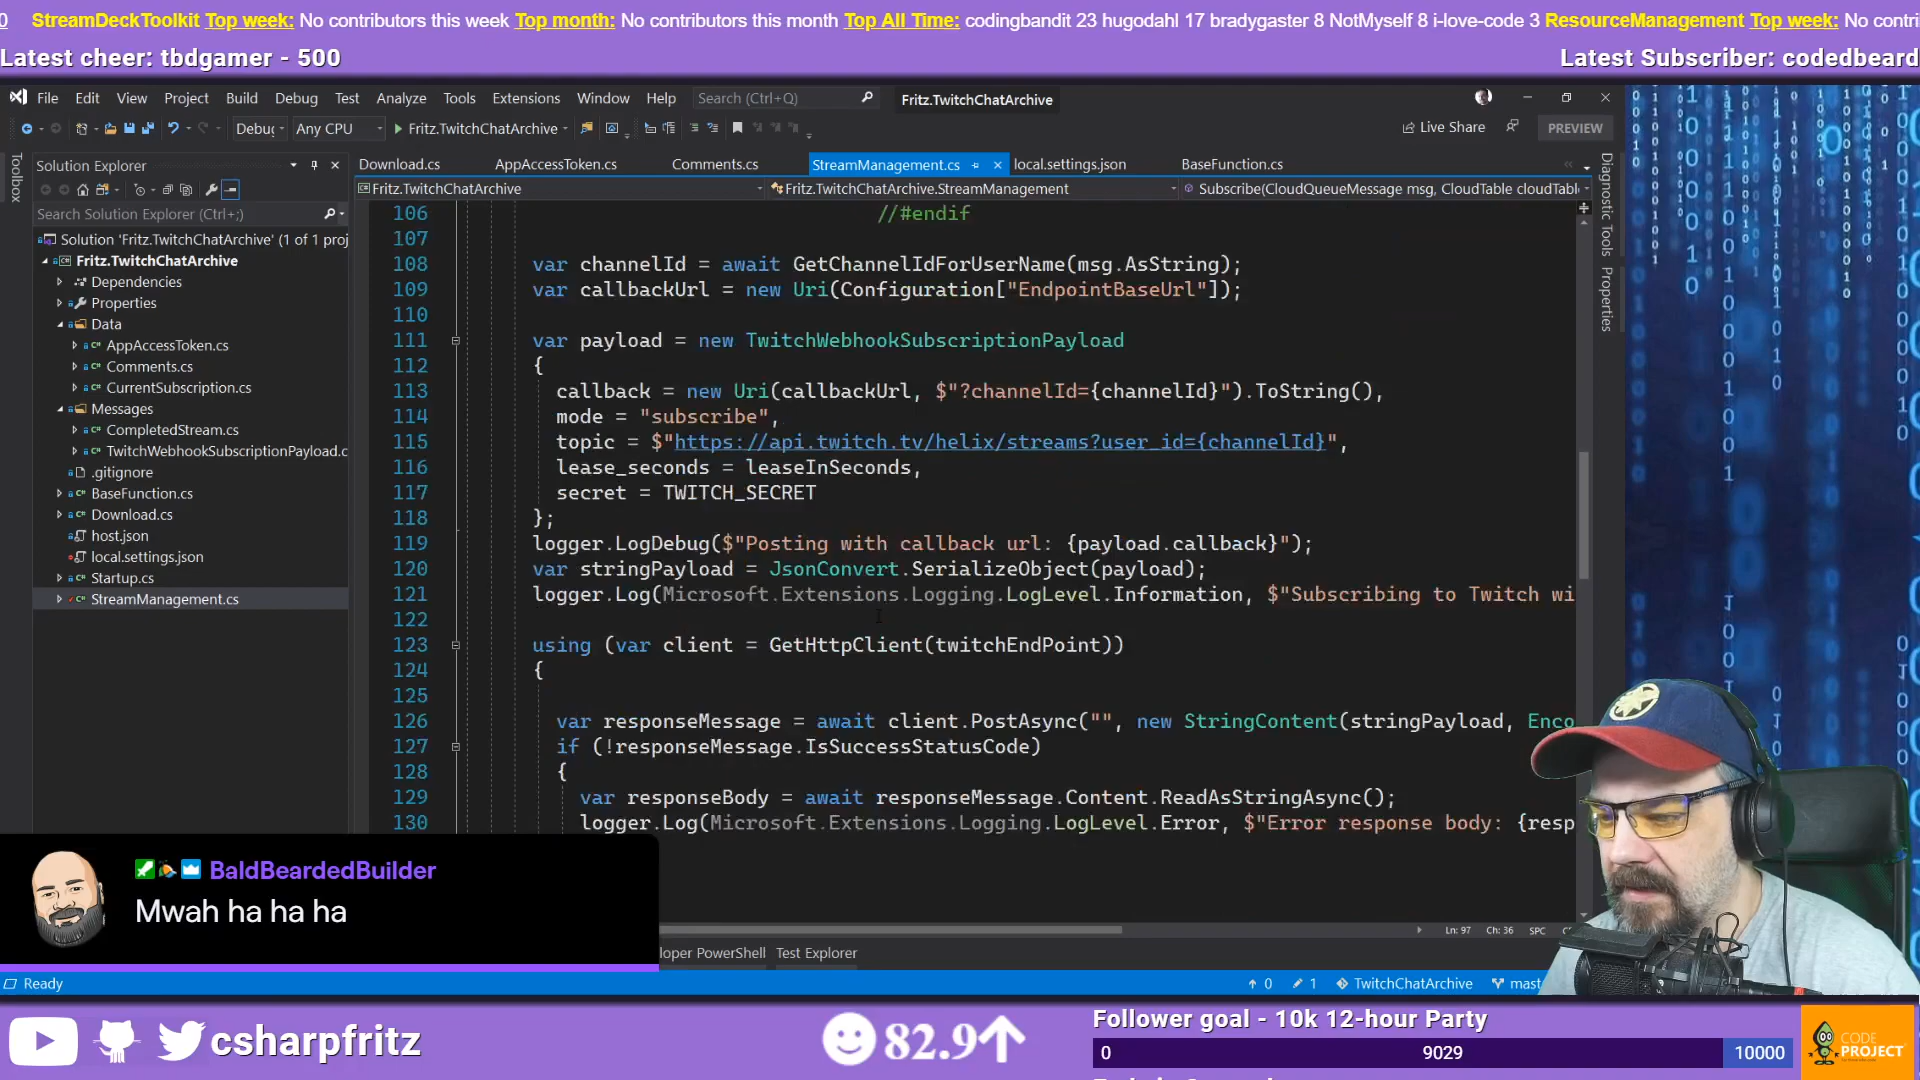 StreamDeckToolkit Top week: No contributors this week Top month: No contributors this month Top All Time: codingbandit 23 hugodahl 17 bradygaster 8 NotMyself 8 i-love-code 3 ResourceManagement Top week: No contri
Latest cheer: tbdgamer - 500
Latest Subscriber: codedbeard
File Edit View Project Build Debug Test Analyze Tools Extensions Window Help Search (Ctrl+Q) Fritz.TwitchChatArchive
Debug Any CPU Fritz.TwitchChatArchive Live Share PREVIEW
Toolbox
Solution Explorer
Search Solution Explorer (Ctrl+;)
Solution 'Fritz.TwitchChatArchive' (1 of 1 proj
Fritz.TwitchChatArchive
Dependencies
Properties
Data
AppAccessToken.cs
Comments.cs
CurrentSubscription.cs
Messages
CompletedStream.cs
TwitchWebhookSubscriptionPayload.c
.gitignore
BaseFunction.cs
Download.cs
host.json
local.settings.json
Startup.cs
StreamManagement.cs
Download.cs AppAccessToken.cs Comments.cs StreamManagement.cs local.settings.json BaseFunction.cs
Fritz.TwitchChatArchive Fritz.TwitchChatArchive.StreamManagement Subscribe(CloudQueueMessage msg, CloudTable cloudTabl
106 //#endif
107
108 var channelId = await GetChannelIdForUserName(msg.AsString);
109 var callbackUrl = new Uri(Configuration["EndpointBaseUrl"]);
110
111 var payload = new TwitchWebhookSubscriptionPayload
112 {
113 callback = new Uri(callbackUrl, $"?channelId={channelId}").ToString(),
114 mode = "subscribe",
115 topic = $"https://api.twitch.tv/helix/streams?user_id={channelId}",
116 lease_seconds = leaseInSeconds,
117 secret = TWITCH_SECRET
118 };
119 logger.LogDebug($"Posting with callback url: {payload.callback}");
120 var stringPayload = JsonConvert.SerializeObject(payload);
121 logger.Log(Microsoft.Extensions.Logging.LogLevel.Information, $"Subscribing to Twitch wi
122
123 using (var client = GetHttpClient(twitchEndPoint))
124 {
125
126 var responseMessage = await client.PostAsync("", new StringContent(stringPayload, Enco
127 if (!responseMessage.IsSuccessStatusCode)
128 {
129 var responseBody = await responseMessage.Content.ReadAsStringAsync();
130 logger.Log(Microsoft.Extensions.Logging.LogLevel.Error, $"Error response body: {resp
Diagnostic Tools
Properties
BaldBeardedBuilder
Mwah ha ha ha
Ln: 97 Ch: 36 SPC
loper PowerShell Test Explorer
Ready
0 1 TwitchChatArchive mast
csharpfritz
82.9
Follower goal - 10k 12-hour Party
0 9029 10000
CODE PROJECT